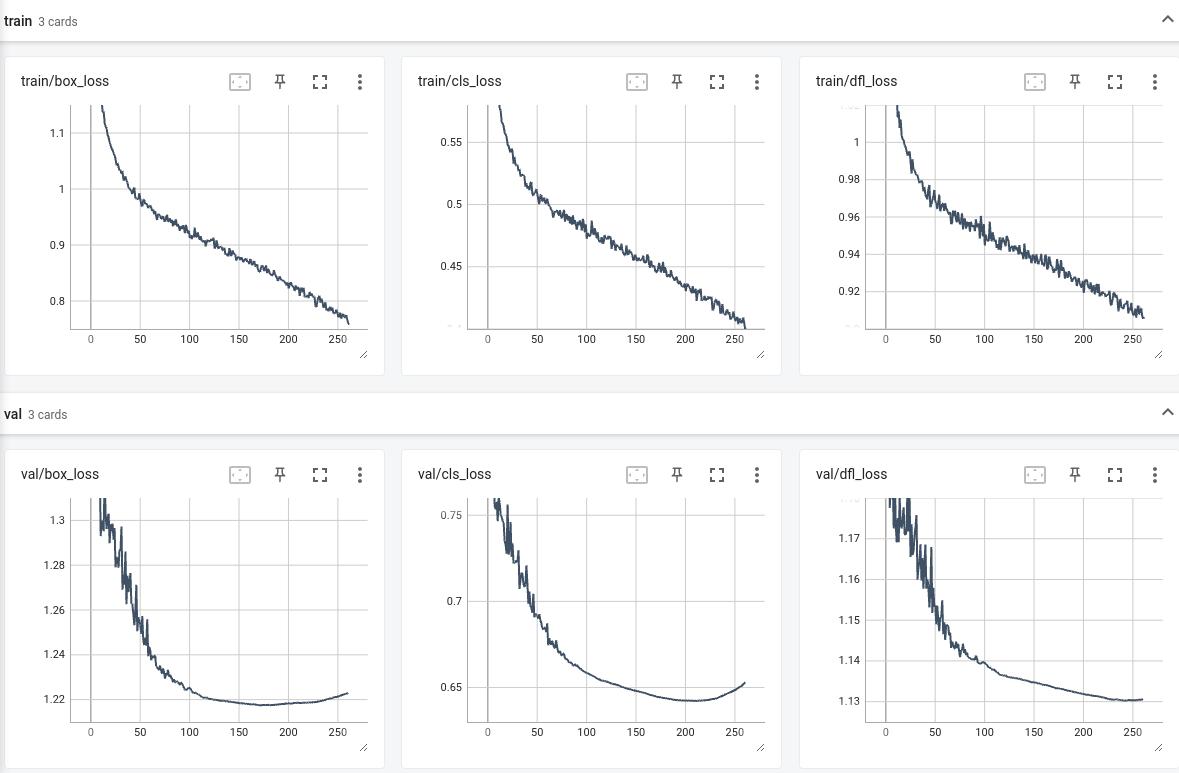 train 3 cards
train/box_loss
1.1
1
0.9
0.8
0 50 100 150 200 250
train/cls_loss
0.55
0.5
0.45
0 50 100 150 200 250
train/dfl_loss
1
0.98
0.96
0.94
0.92
0 50 100 150 200 250
val 3 cards
val/box_loss
1.3
1.28
1.26
1.24
1.22
0 50 100 150 200 250
val/cls_loss
0.75
0.7
0.65
0 50 100 150 200 250
val/dfl_loss
1.17
1.16
1.15
1.14
1.13
0 50 100 150 200 250